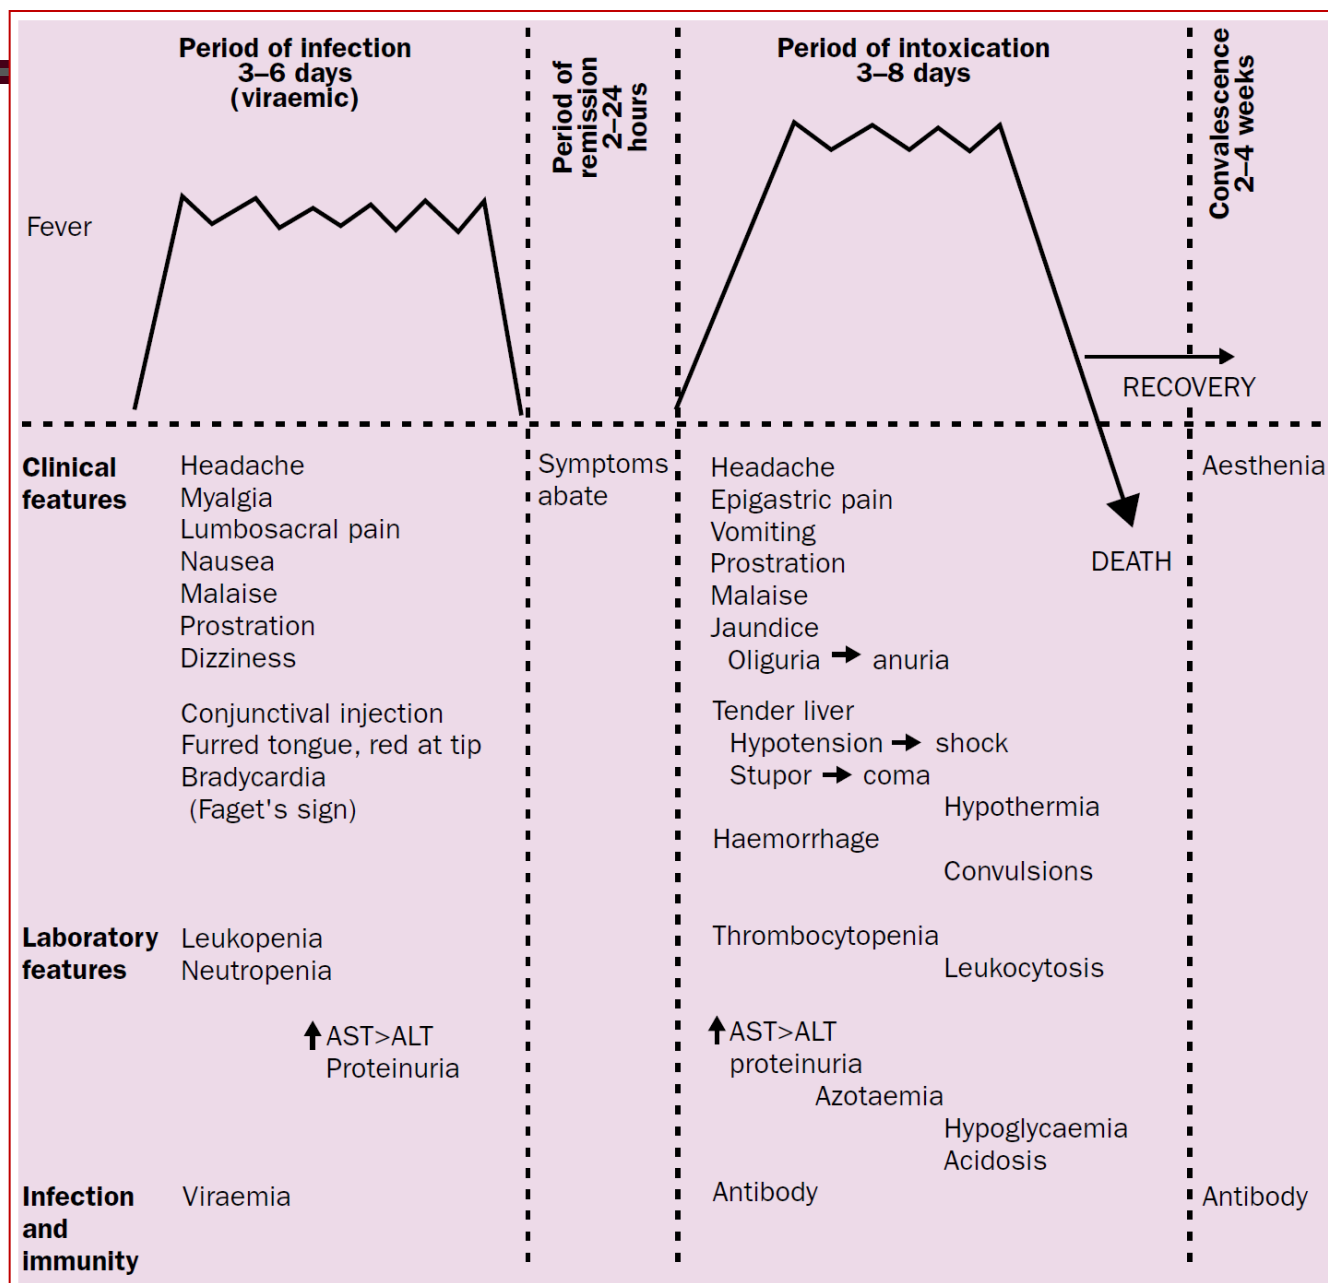 Period of infection
3–6 days
(viraemic)
Period of
remission
2–24
hours
Period of intoxication
3–8 days
Convalescence
2–4 weeks
Fever
RECOVERY
DEATH
Clinical
features
Headache
Myalgia
Lumbosacral pain
Nausea
Malaise
Prostration
Dizziness
Conjunctival injection
Furred tongue, red at tip
Bradycardia
(Faget's sign)
Symptoms
abate
Headache
Epigastric pain
Vomiting
Prostration
Malaise
Jaundice
Oliguria → anuria
Tender liver
Hypotension → shock
Stupor → coma
Hypothermia
Haemorrhage
Convulsions
Aesthenia
Laboratory
features
Leukopenia
Neutropenia
↑ AST>ALT
Proteinuria
Thrombocytopenia
Leukocytosis
↑ AST>ALT
proteinuria
Azotaemia
Hypoglycaemia
Acidosis
Infection
and
immunity
Viraemia
Antibody
Antibody